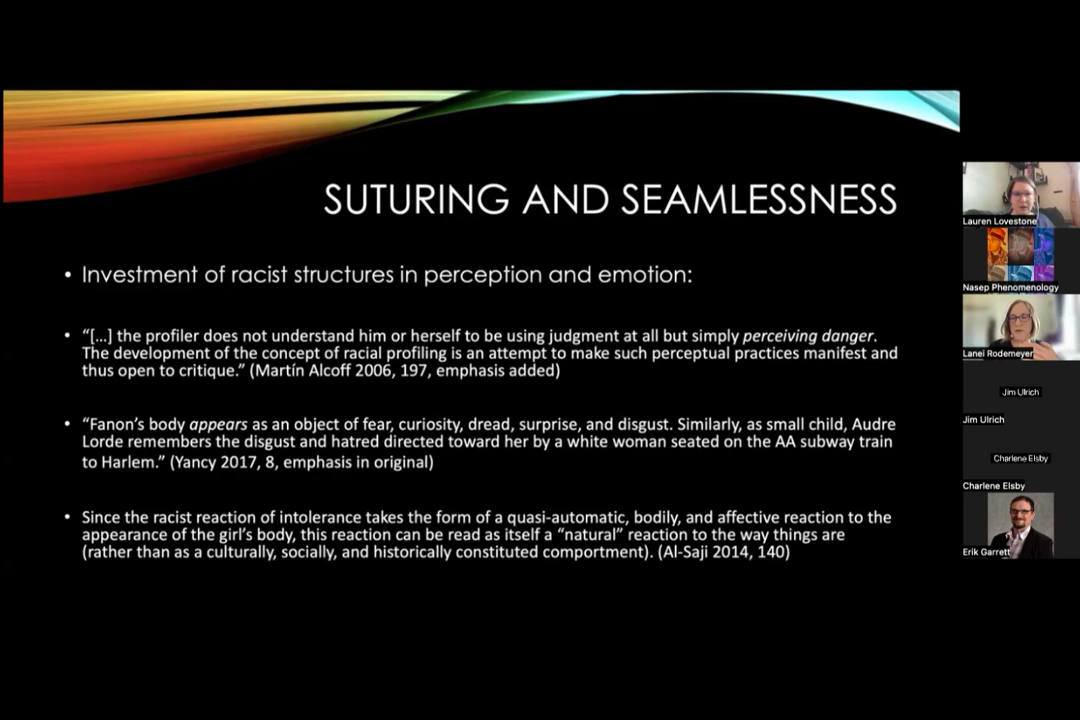 SUTURING AND SEAMLESSNESS
• Investment of racist structures in perception and emotion:
• “[...] the profiler does not understand him or herself to be using judgment at all but simply perceiving danger.
The development of the concept of racial profiling is an attempt to make such perceptual practices manifest and
thus open to critique.” (Martín Alcoff 2006, 197, emphasis added)
• “Fanon’s body appears as an object of fear, curiosity, dread, surprise, and disgust. Similarly, as small child, Audre
Lorde remembers the disgust and hatred directed toward her by a white woman seated on the AA subway train
to Harlem.” (Yancy 2017, 8, emphasis in original)
• Since the racist reaction of intolerance takes the form of a quasi-automatic, bodily, and affective reaction to the
appearance of the girl’s body, this reaction can be read as itself a “natural” reaction to the way things are
(rather than as a culturally, socially, and historically constituted comportment). (Al-Saji 2014, 140)
Lauren Lovestone
Nasep Phenomenology
Lanei Rodemeyer
Jim Ulrich
Jim Ulrich
Charlene Elsby
Charlene Elsby
Erik Garrett